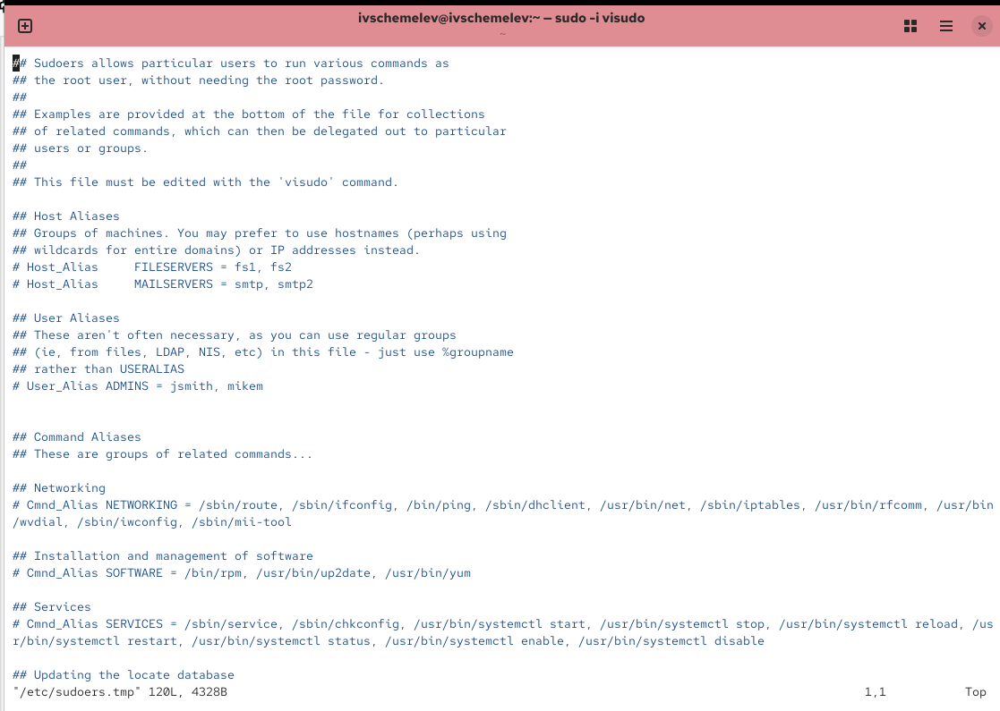 ivschemelev@ivschemelev:~ — sudo -i visudo
~
## Sudoers allows particular users to run various commands as
## the root user, without needing the root password.
##
## Examples are provided at the bottom of the file for collections
## of related commands, which can then be delegated out to particular
## users or groups.
##
## This file must be edited with the `visudo` command.
## Host Aliases
## Groups of machines. You may prefer to use hostnames (perhaps using
## wildcards for entire domains) or IP addresses instead.
# Host_Alias     FILESERVERS = fs1, fs2
# Host_Alias     MAILSERVERS = smtp, smtp2
## User Aliases
## These aren't often necessary, as you can use regular groups
## (ie, from files, LDAP, NIS, etc) in this file - just use %groupname
## rather than USERALIAS
# User_Alias ADMINS = jsmith, mikem
## Command Aliases
## These are groups of related commands...
## Networking
# Cmnd_Alias NETWORKING = /sbin/route, /sbin/ifconfig, /bin/ping, /sbin/dhclient, /usr/bin/net, /sbin/iptables, /usr/bin/rfcomm, /usr/bin
/wvdial, /sbin/iwconfig, /sbin/mii-tool
## Installation and management of software
# Cmnd_Alias SOFTWARE = /bin/rpm, /usr/bin/up2date, /usr/bin/yum
## Services
# Cmnd_Alias SERVICES = /sbin/service, /sbin/chkconfig, /usr/bin/systemctl start, /usr/bin/systemctl stop, /usr/bin/systemctl reload, /us
r/bin/systemctl restart, /usr/bin/systemctl status, /usr/bin/systemctl enable, /usr/bin/systemctl disable
## Updating the locate database
"/etc/sudoers.tmp" 120L, 4328B 1,1 Top